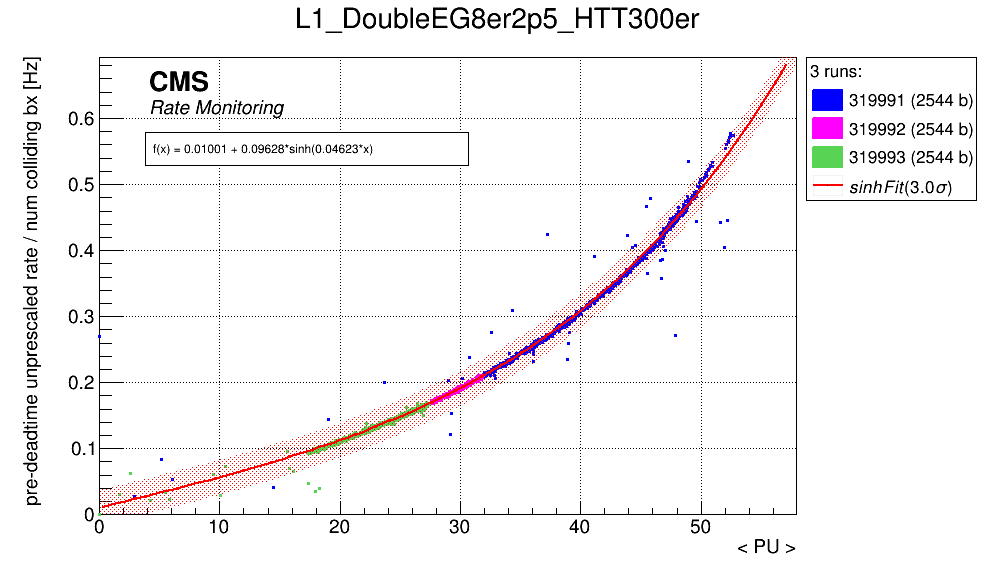 L1_DoubleEG8er2p5_HTT300er
pre-deadtime unprescaled rate / num colliding bx [Hz]
CMS
Rate Monitoring
f(x) = 0.01001 + 0.09628*sinh(0.04623*x)
3 runs:
319991 (2544 b)
319992 (2544 b)
319993 (2544 b)
sinhFit(3.0σ)
0.6
0.5
0.4
0.3
0.2
0.1
0
0 10 20 30 40 50
< PU >